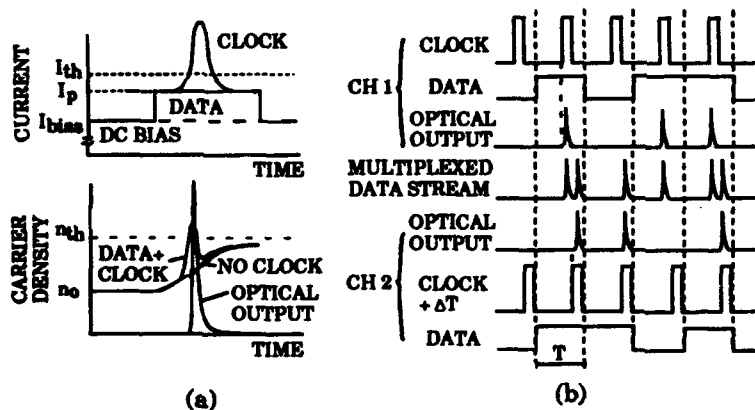 CLOCK
Ith
Ip
DATA
Ibias
DC BIAS
CURRENT
TIME
nth
DATA+
CLOCK
NO CLOCK
no
OPTICAL
OUTPUT
CARRIER
DENSITY
TIME
(a)
CLOCK
CH 1
DATA
OPTICAL
OUTPUT
MULTIPLEXED
DATA STREAM
OPTICAL
OUTPUT
CH 2
CLOCK
+ ΔT
DATA
T
(b)